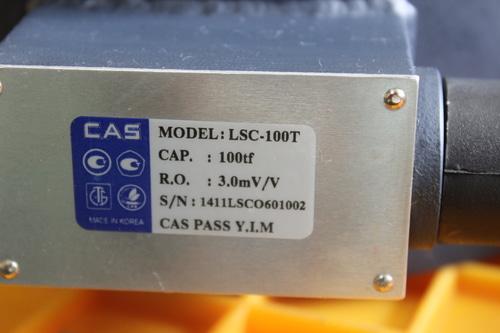 CAS
MODEL: LSC-100T
CAP. : 100tf
R.O. : 3.0mV/V
S/N : 1411LSCO601002
CAS PASS Y.I.M
MADE IN KOREA